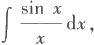 ∫ sin x / x dx,